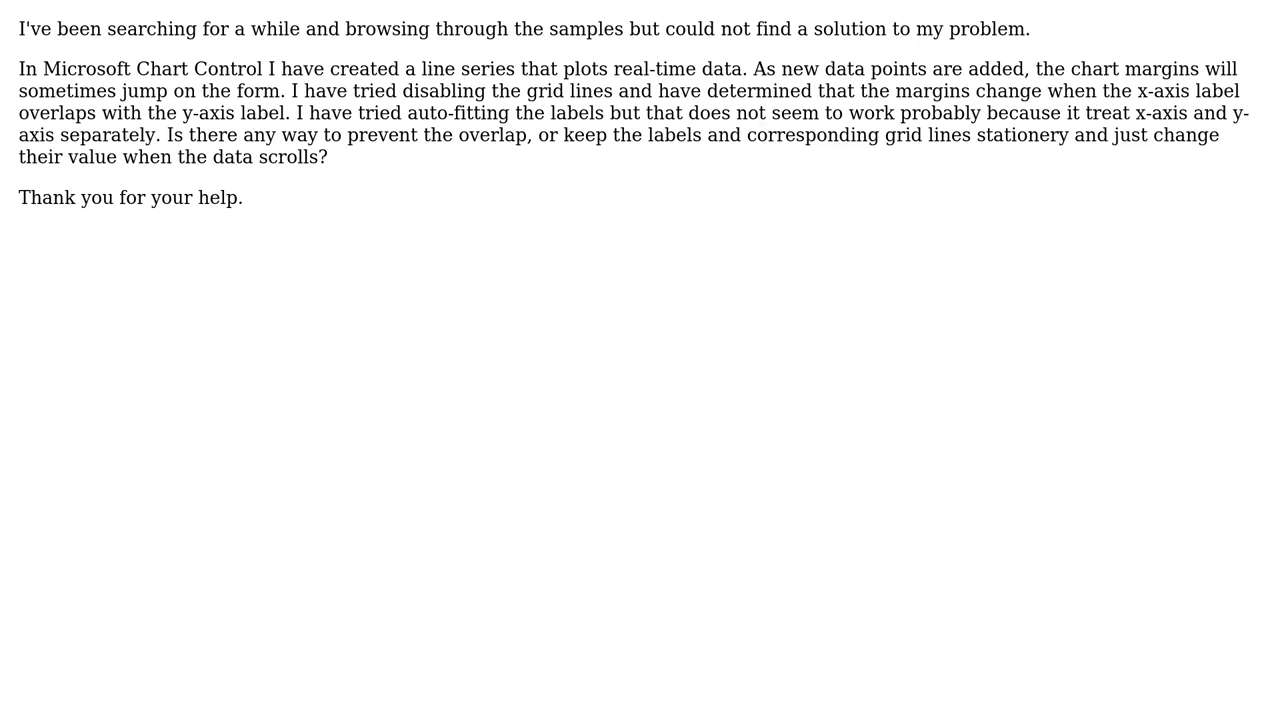 I've been searching for a while and browsing through the samples but could not find a solution to my problem.
In Microsoft Chart Control I have created a line series that plots real-time data. As new data points are added, the chart margins will
sometimes jump on the form. I have tried disabling the grid lines and have determined that the margins change when the x-axis label
overlaps with the y-axis label. I have tried auto-fitting the labels but that does not seem to work probably because it treat x-axis and y-
axis separately. Is there any way to prevent the overlap, or keep the labels and corresponding grid lines stationery and just change
their value when the data scrolls?
Thank you for your help.